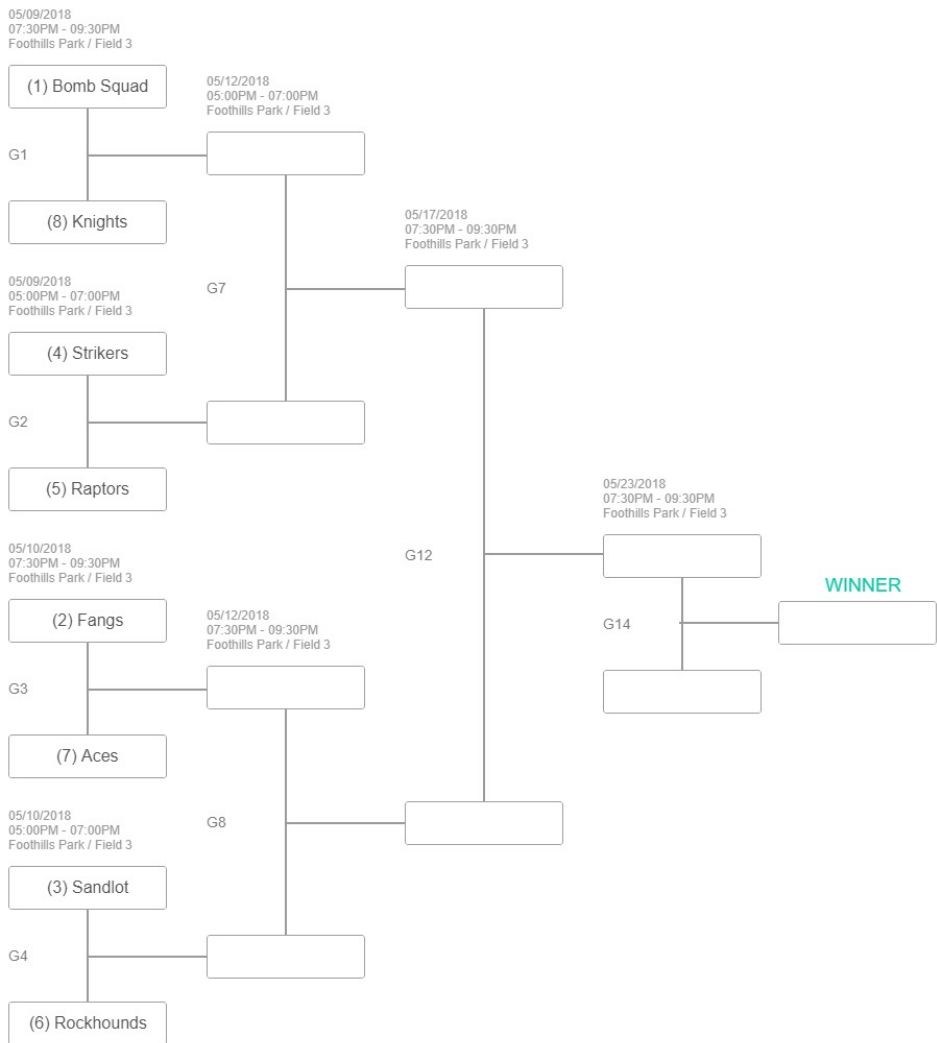 05/09/2018
07:30PM - 09:30PM
Foothills Park / Field 3
(1) Bomb Squad
G1
(8) Knights
05/09/2018
05:00PM - 07:00PM
Foothills Park / Field 3
(4) Strikers
G2
(5) Raptors
05/10/2018
07:30PM - 09:30PM
Foothills Park / Field 3
(2) Fangs
G3
(7) Aces
05/10/2018
05:00PM - 07:00PM
Foothills Park / Field 3
(3) Sandlot
G4
(6) Rockhounds
05/12/2018
05:00PM - 07:00PM
Foothills Park / Field 3
G7
05/12/2018
07:30PM - 09:30PM
Foothills Park / Field 3
G8
05/17/2018
07:30PM - 09:30PM
Foothills Park / Field 3
G12
05/23/2018
07:30PM - 09:30PM
Foothills Park / Field 3
G14
WINNER